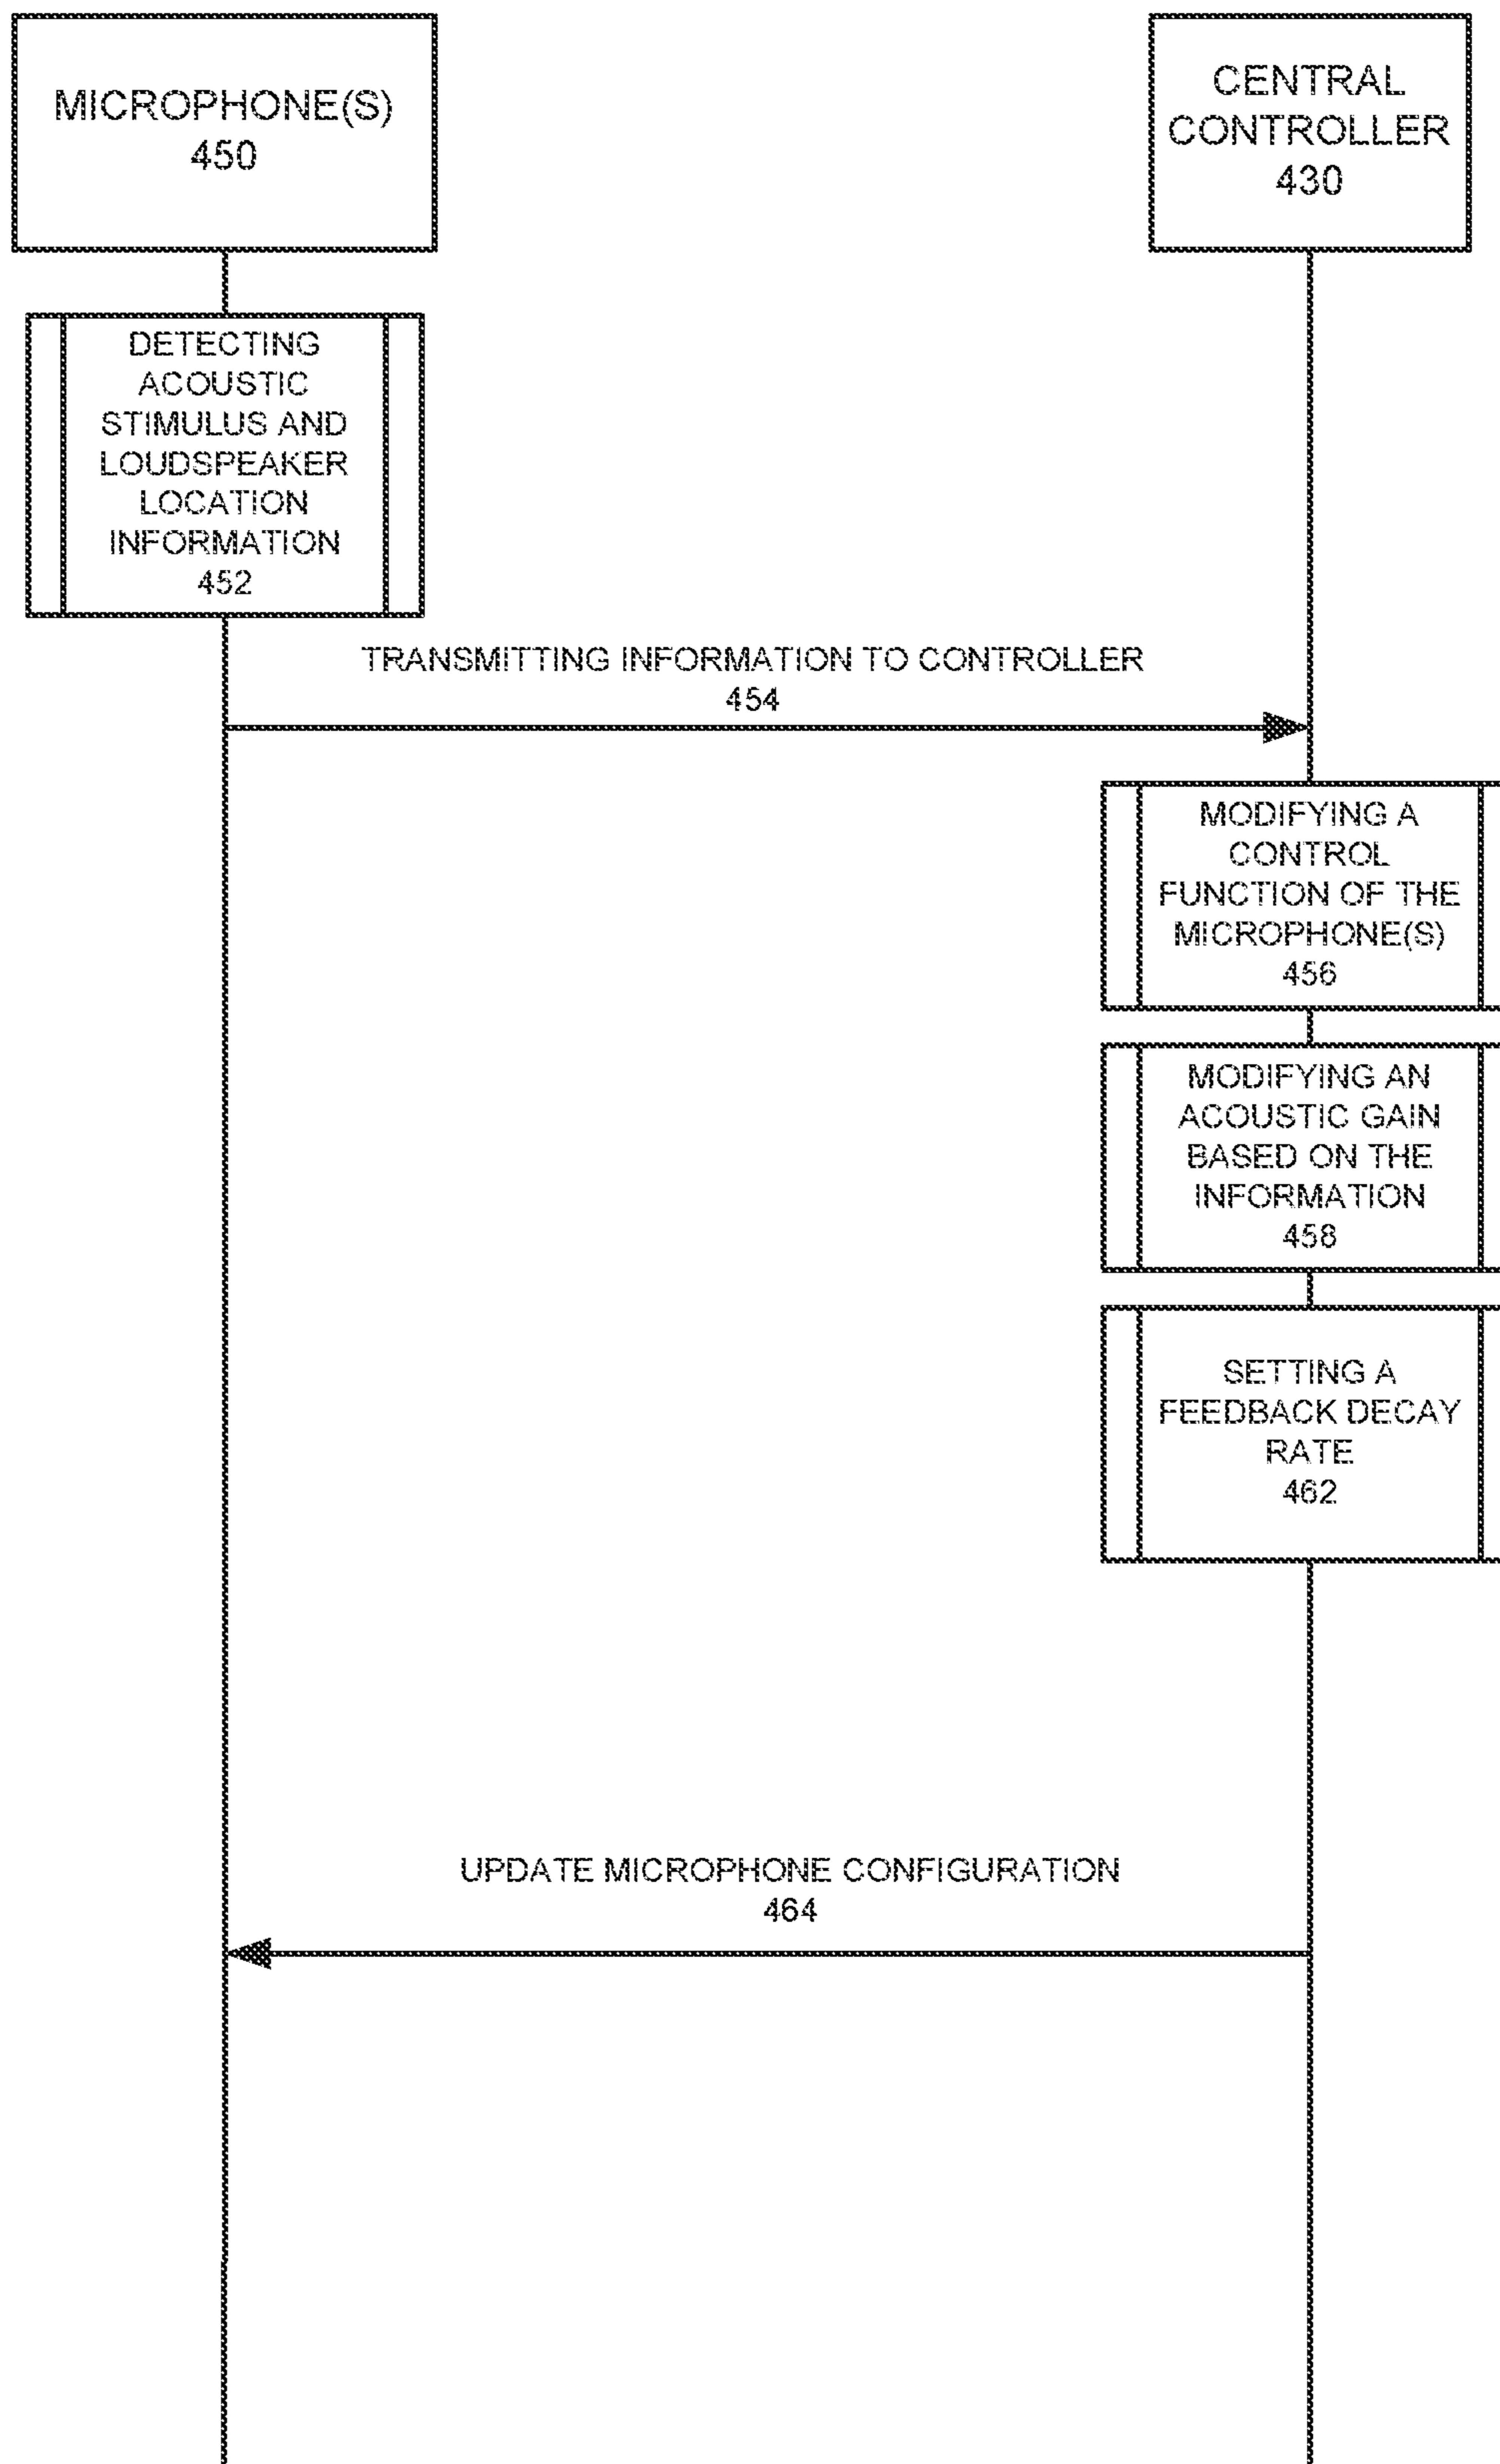 MICROPHONE(S)
450
CENTRAL
CONTROLLER
430
DETECTING
ACOUSTIC
STIMULUS AND
LOUDSPEAKER
LOCATION
INFORMATION
452
TRANSMITTING INFORMATION TO CONTROLLER
454
MODIFYING A
CONTROL
FUNCTION OF THE
MICROPHONE(S)
456
MODIFYING AN
ACOUSTIC GAIN
BASED ON THE
INFORMATION
458
SETTING A
FEEDBACK DECAY
RATE
462
UPDATE MICROPHONE CONFIGURATION
464